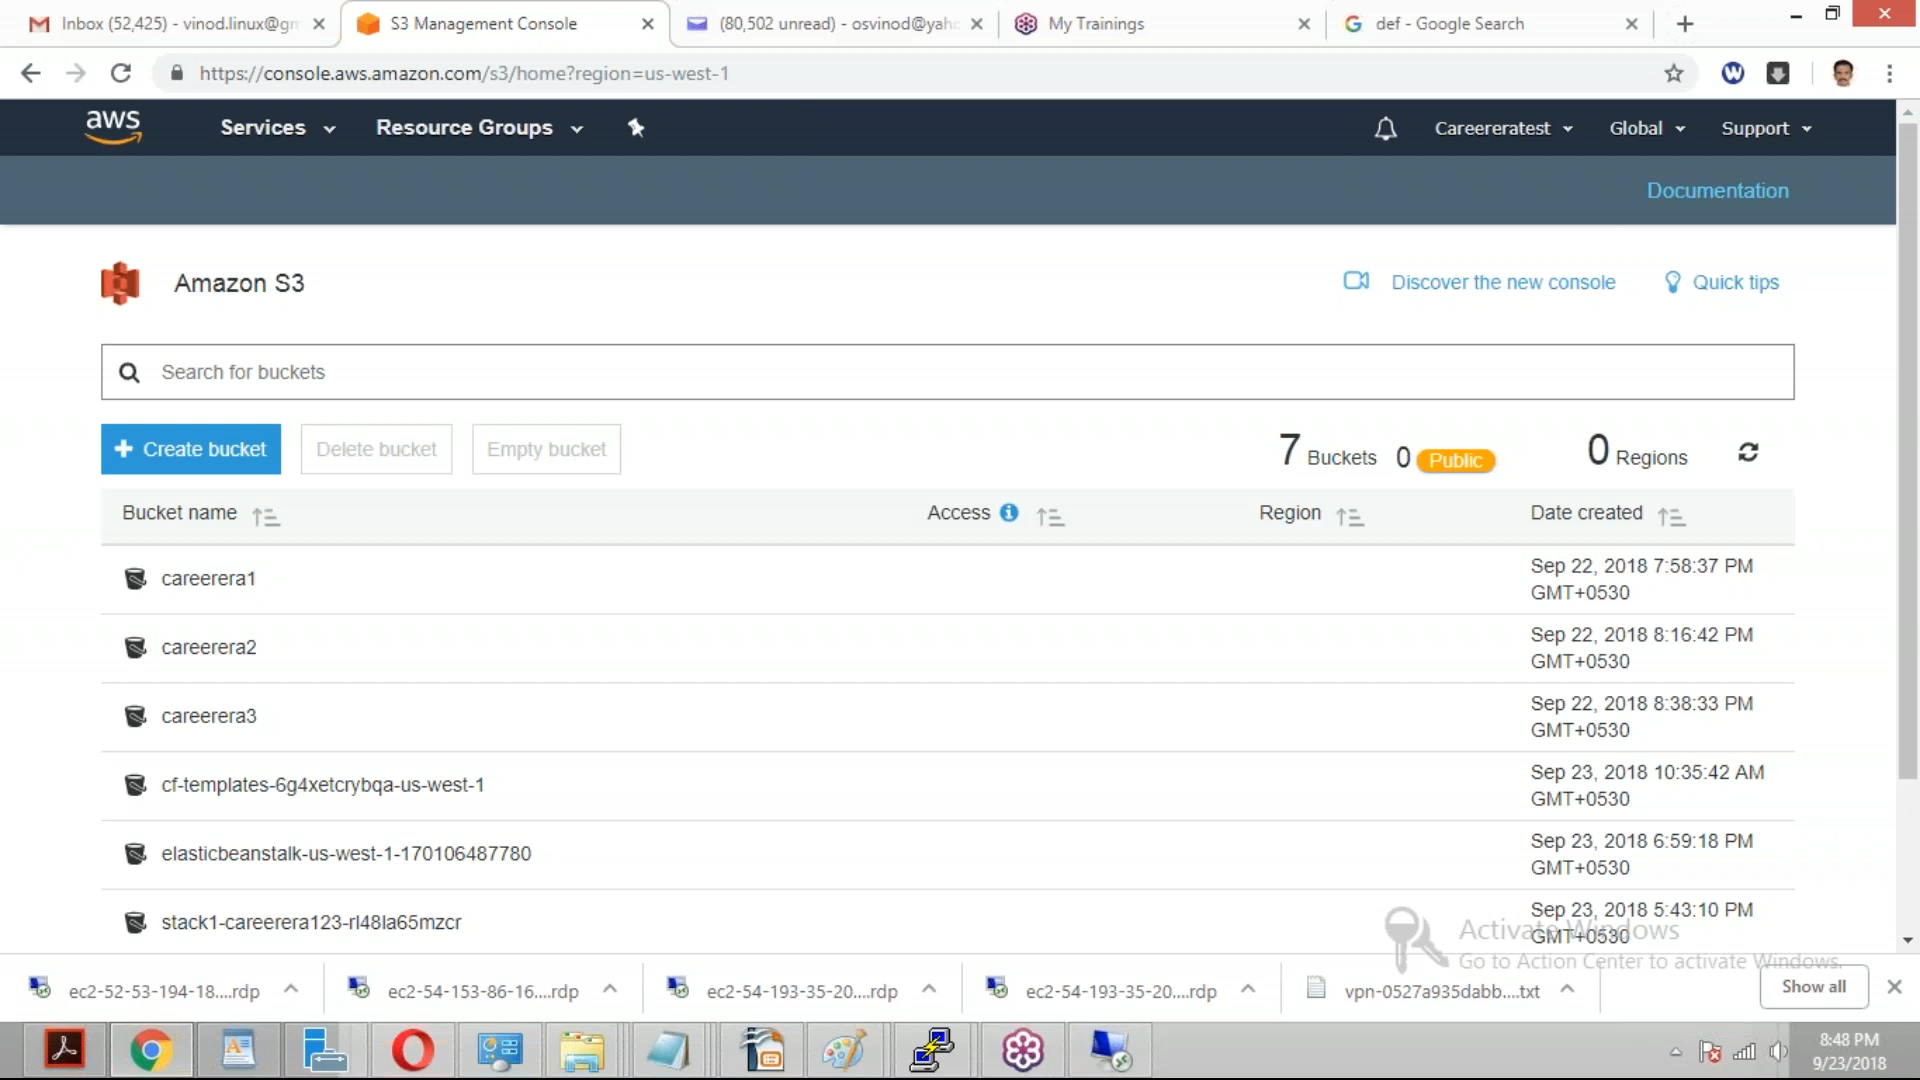 Inbox (52,425) - vinod.linux@gm
S3 Management Console
(80,502 unread) - osvinod@yaho
My Trainings
def - Google Search
https://console.aws.amazon.com/s3/home?region=us-west-1
aws
Services
Resource Groups
Careereratest
Global
Support
Documentation
Amazon S3
Discover the new console
Quick tips
Search for buckets
Create bucket
Delete bucket
Empty bucket
7 Buckets
0 Public
0 Regions
Bucket name
Access
Region
Date created
careerera1
Sep 22, 2018 7:58:37 PM
GMT+0530
careerera2
Sep 22, 2018 8:16:42 PM
GMT+0530
careerera3
Sep 22, 2018 8:38:33 PM
GMT+0530
cf-templates-6g4xetcrybqa-us-west-1
Sep 23, 2018 10:35:42 AM
GMT+0530
elasticbeanstalk-us-west-1-170106487780
Sep 23, 2018 6:59:18 PM
GMT+0530
stack1-careerera123-rl48la65mzcr
Sep 23, 2018 5:43:10 PM
GMT+0530
Activate Windows
Go to Action Center to activate Windows.
ec2-52-53-194-18....rdp
ec2-54-153-86-16....rdp
ec2-54-193-35-20....rdp
ec2-54-193-35-20....rdp
vpn-0527a935dabb....txt
Show all
8:48 PM
9/23/2018